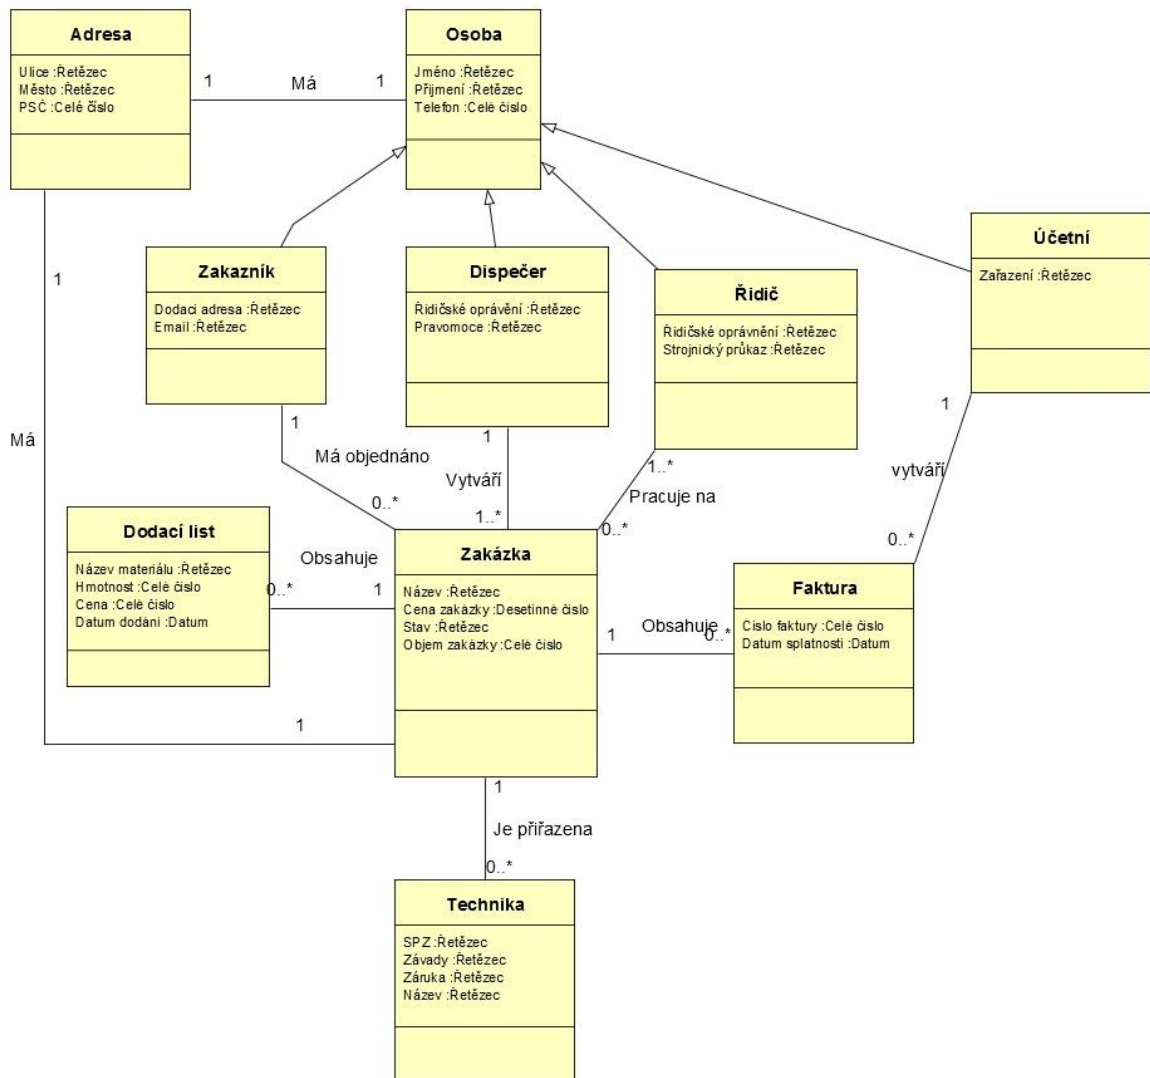 Adresa
Ulice :Řetězec
Město :Řetězec
PSČ :Celé číslo
1
Má
1
Osoba
Jméno :Řetězec
Přijmení :Řetězec
Telefon :Celé číslo
Zakazník
Dodaci adresa :Řetězec
Email :Řetězec
Dispečer
Řidičské oprávění :Řetězec
Pravomoce :Řetězec
Řidič
Řidičské oprávnění :Řetězec
Strojnický průkaz :Řetězec
Účetní
Zařazení :Řetězec
1
Má
1
1
Má objednáno
0..*
1
Vytváří
1..*
1..*
Pracuje na
0..*
1
vytváří
0..*
Dodací list
Název materiálu :Řetězec
Hmotnost :Celé číslo
Cena :Celé číslo
Datum dodání :Datum
Obsahuje
0..*
1
Zakázka
Název :Řetězec
Cena zakázky :Desetinné číslo
Stav :Řetězec
Objem zakázky :Celé číslo
Obsahuje
1
0..*
Faktura
Cislo faktury :Celé číslo
Datum splatnosti :Datum
1
Je přiřazena
0..*
Technika
SPZ :Řetězec
Závady :Řetězec
Záruka :Řetězec
Název :Řetězec